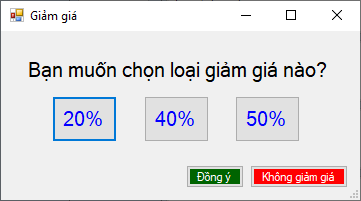 Giảm giá
Bạn muốn chọn loại giảm giá nào?
20% 40% 50%
Đồng ý Không giảm giá